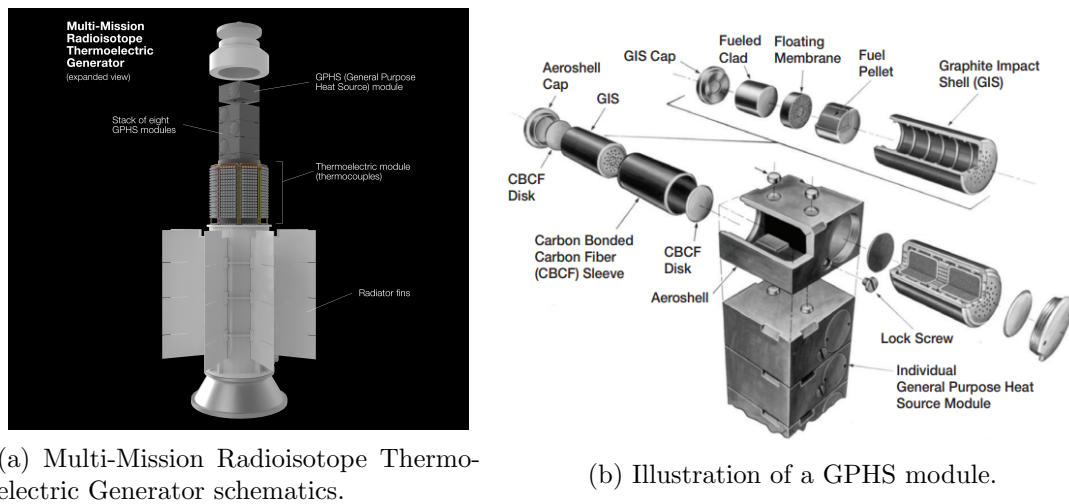 Multi-Mission
Radioisotope
Thermoelectric
Generator
(expanded view)
GPHS (General Purpose
Heat Source) module
Stack of eight
GPHS modules
Thermoelectric module
(thermocouples)
Radiator fins
(a) Multi-Mission Radioisotope Thermo-
electric Generator schematics.
GIS Cap
Fueled
Clad
Floating
Membrane
Fuel
Pellet
Graphite Impact
Shell (GIS)
Aeroshell
Cap
GIS
CBCF
Disk
Carbon Bonded
Carbon Fiber
(CBCF) Sleeve
CBCF
Disk
Aeroshell
Lock Screw
Individual
General Purpose Heat
Source Module
(b) Illustration of a GPHS module.